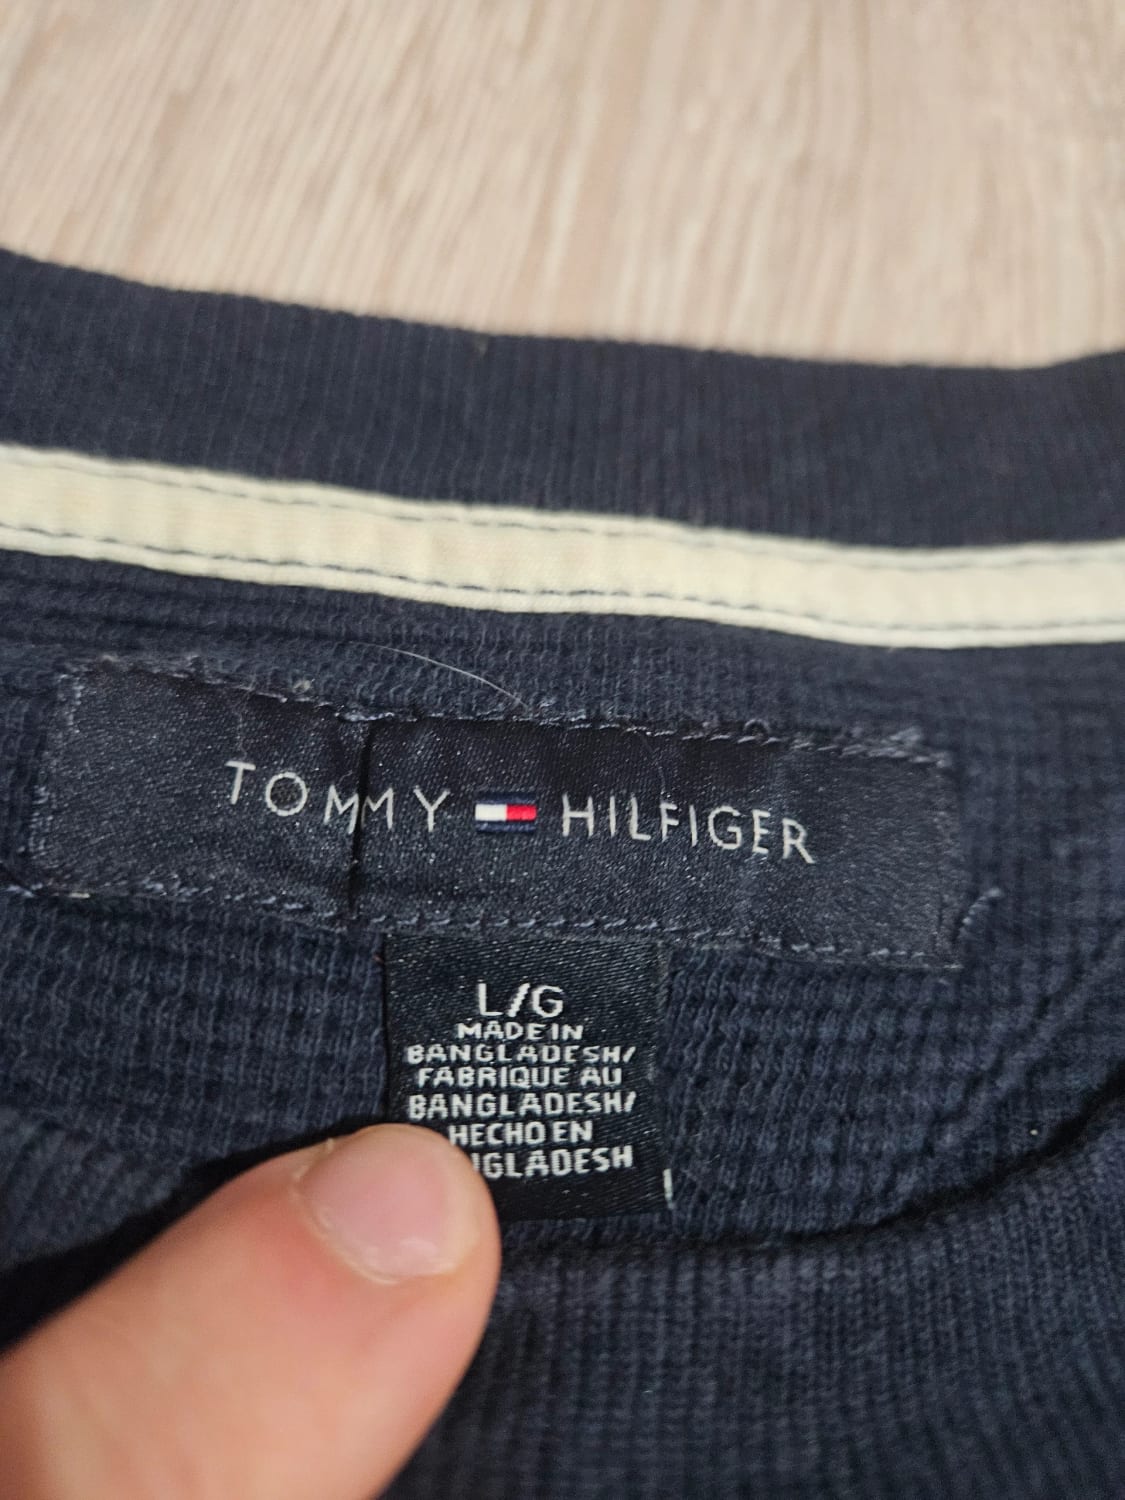 TOMMY HILFIGER
L/G
MADE IN
BANGLADESH/
FABRIQUE AU
BANGLADESH/
HECHO EN